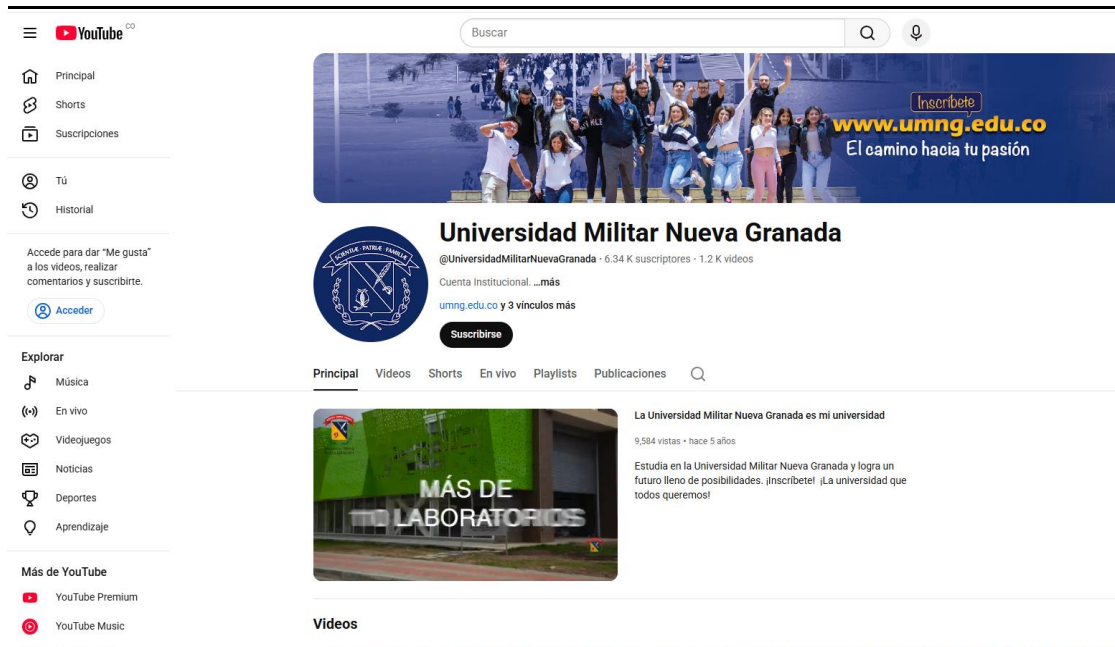 YouTube CO
Buscar
Principal
Shorts
Suscripciones
Tú
Historial
Accede para dar “Me gusta”
a los videos, realizar
comentarios y suscribirte.
Acceder
Explorar
Música
En vivo
Videojuegos
Noticias
Deportes
Aprendizaje
Más de YouTube
YouTube Premium
YouTube Music
Inscríbete
www.umng.edu.co
El camino hacia tu pasión
SCIENTIÆ · PATRIÆ · FAMILIÆ
Universidad Militar Nueva Granada
@UniversidadMilitarNuevaGranada · 6.34 K suscriptores · 1.2 K videos
Cuenta Institucional. ...más
umng.edu.co y 3 vínculos más
Suscribirse
Principal Videos Shorts En vivo Playlists Publicaciones
MÁS DE
LABORATORIOS
La Universidad Militar Nueva Granada es mi universidad
9,584 vistas • hace 5 años
Estudia en la Universidad Militar Nueva Granada y logra un
futuro lleno de posibilidades. ¡Inscríbete! ¡La universidad que
todos queremos!
Videos